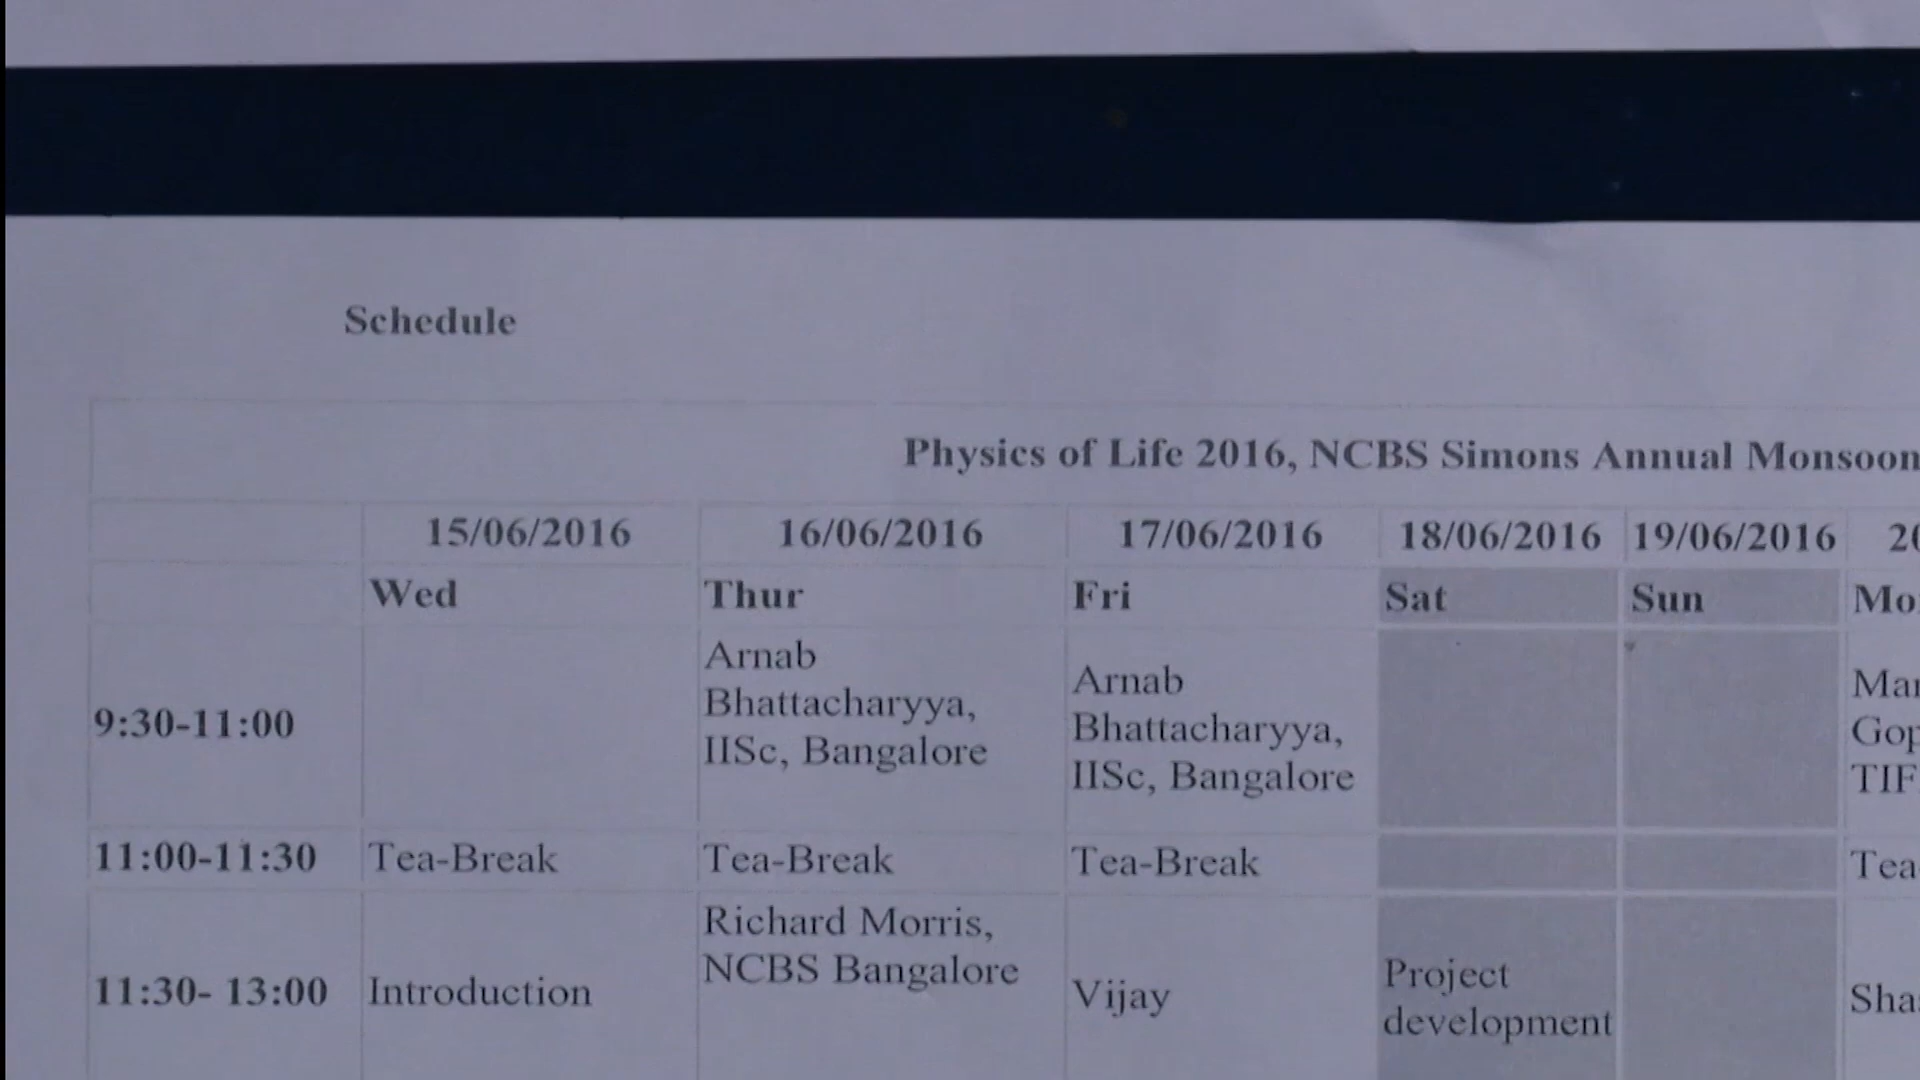 Schedule
Physics of Life 2016, NCBS Simons Annual Monsoon
15/06/2016 16/06/2016 17/06/2016 18/06/2016 19/06/2016
Wed Thur Fri Sat Sun
9:30-11:00
Arnab
Bhattacharyya,
IISc, Bangalore
Arnab
Bhattacharyya,
IISc, Bangalore
11:00-11:30 Tea-Break Tea-Break Tea-Break Tea
11:30- 13:00 Introduction
Richard Morris,
NCBS Bangalore
Vijay
Project
development